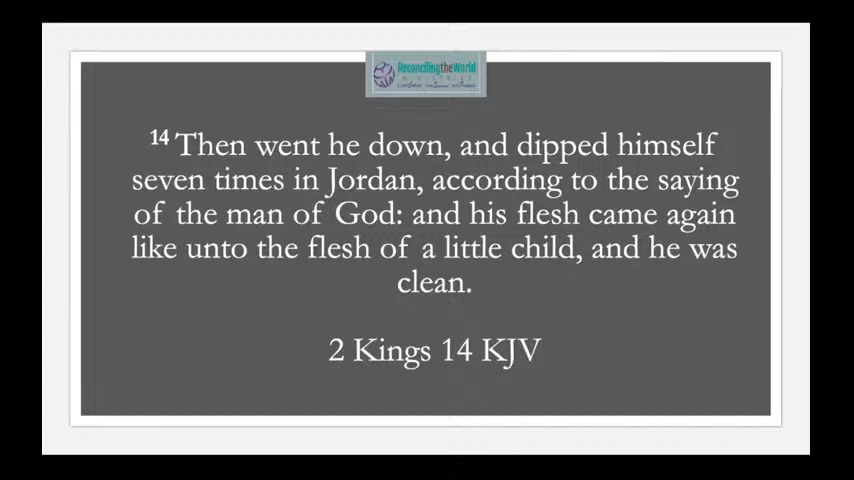 ReconcilingtheWorld
MINISTRIES
14 Then went he down, and dipped himself
seven times in Jordan, according to the saying
of the man of God: and his flesh came again
like unto the flesh of a little child, and he was
clean.
2 Kings 14 KJV